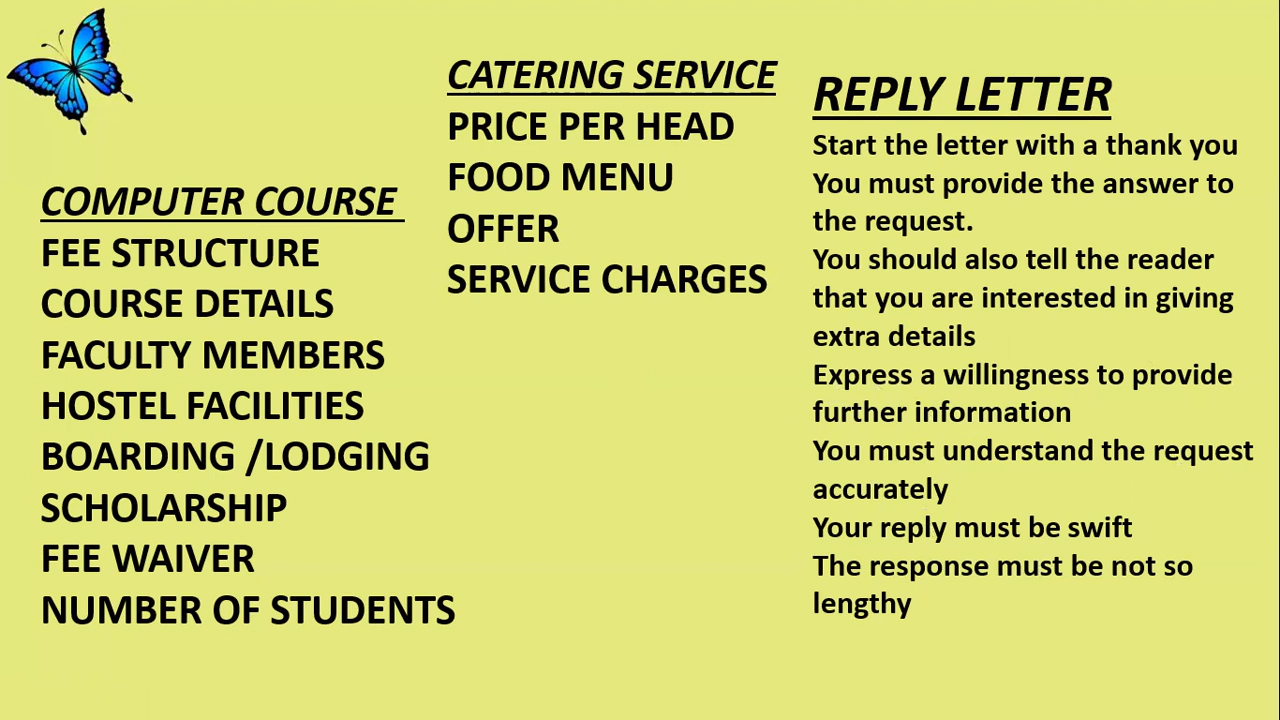 COMPUTER COURSE
FEE STRUCTURE
COURSE DETAILS
FACULTY MEMBERS
HOSTEL FACILITIES
BOARDING /LODGING
SCHOLARSHIP
FEE WAIVER
NUMBER OF STUDENTS
CATERING SERVICE
PRICE PER HEAD
FOOD MENU
OFFER
SERVICE CHARGES
REPLY LETTER
Start the letter with a thank you
You must provide the answer to
the request.
You should also tell the reader
that you are interested in giving
extra details
Express a willingness to provide
further information
You must understand the request
accurately
Your reply must be swift
The response must be not so
lengthy